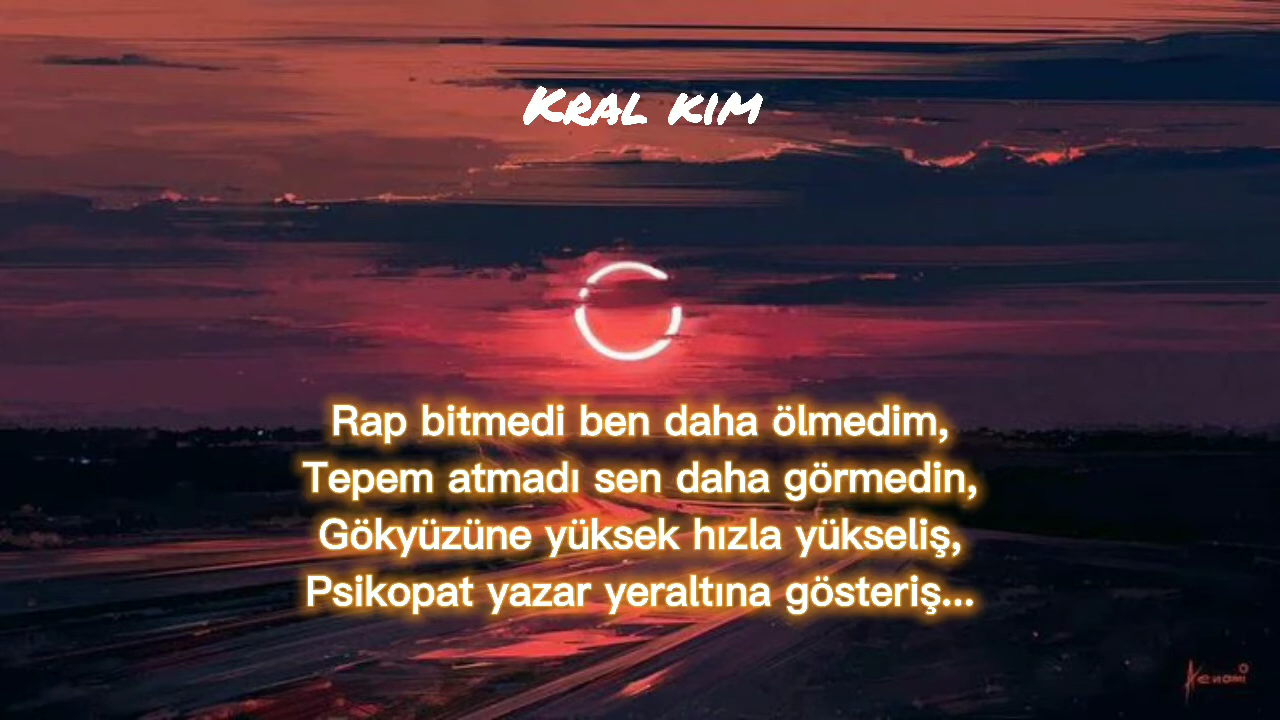 KRAL KIM
Rap bitmedi ben daha ölmedim,
Tepem atmadı sen daha görmedin,
Gökyüzüne yüksek hızla yükseliş,
Psikopat yazar yeraltına gösteriş...
Aenami